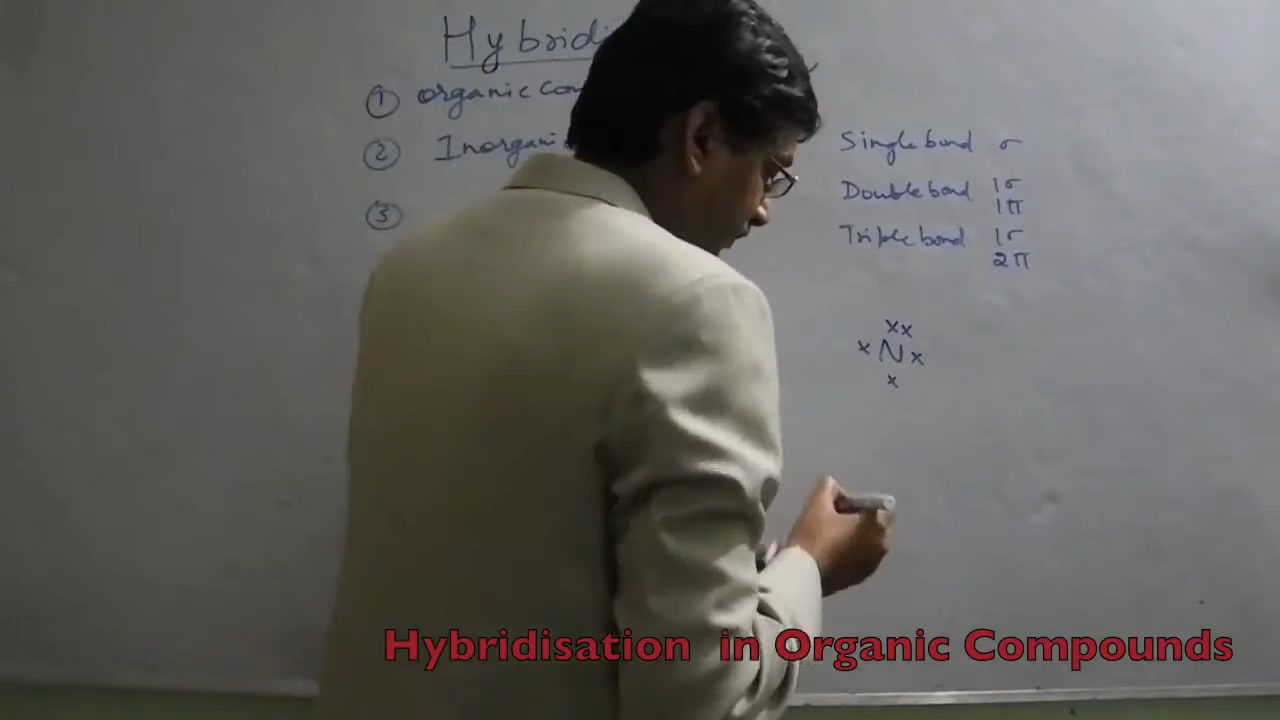 Hybridi
① organic com
② Inorgani
③
Single bond σ
Double bond 1σ
1π
Triple bond 1σ
2π
xx
x N x
x
Hybridisation in Organic Compounds